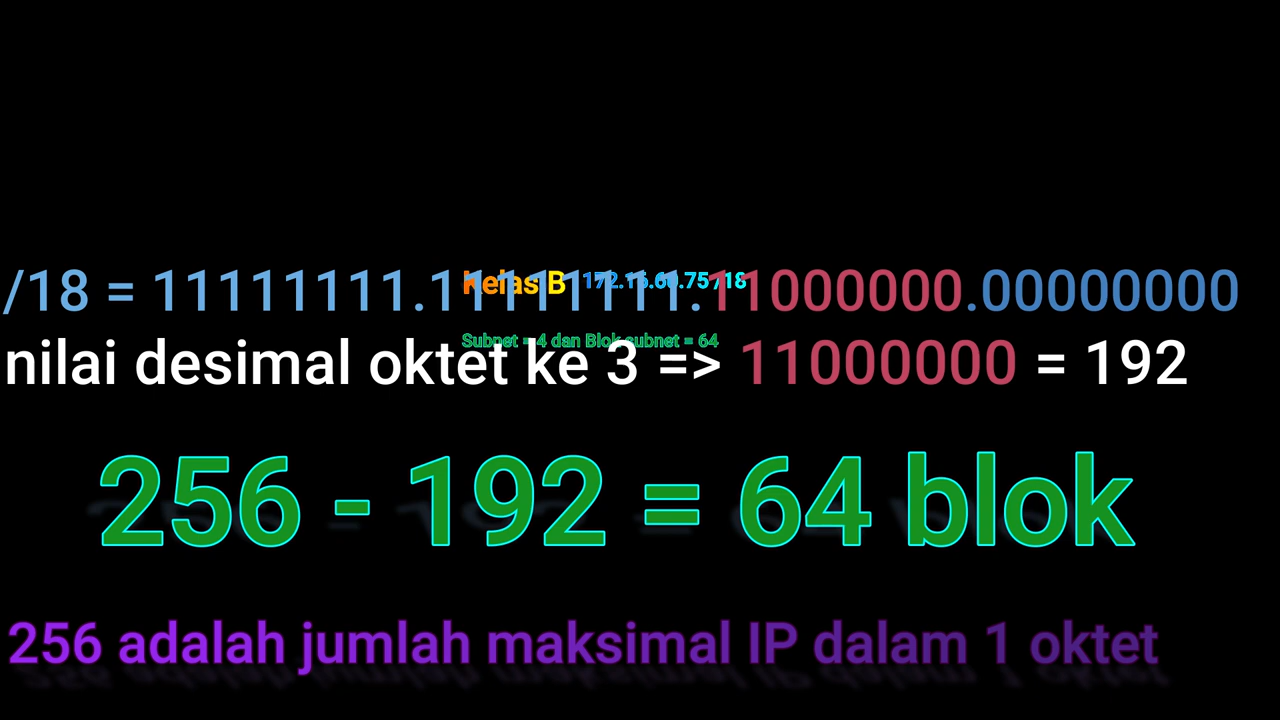 /18 = 11111111.11111111.11000000.00000000
Kelas B 172.16.60.75 /18
Subnet = 4 dan Blok subnet = 64
nilai desimal oktet ke 3 => 11000000 = 192
256 - 192 = 64 blok
256 adalah jumlah maksimal IP dalam 1 oktet